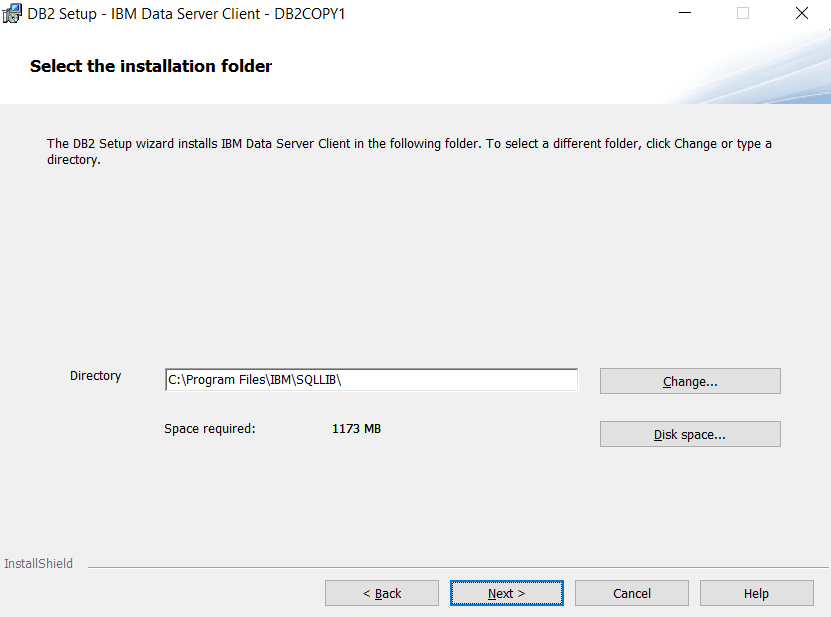 DB2 Setup - IBM Data Server Client - DB2COPY1
Select the installation folder
The DB2 Setup wizard installs IBM Data Server Client in the following folder. To select a different folder, click Change or type a
directory.
Directory
C:\Program Files\IBM\SQLLIB\
Change...
Space required:
1173 MB
Disk space...
InstallShield
< Back
Next >
Cancel
Help